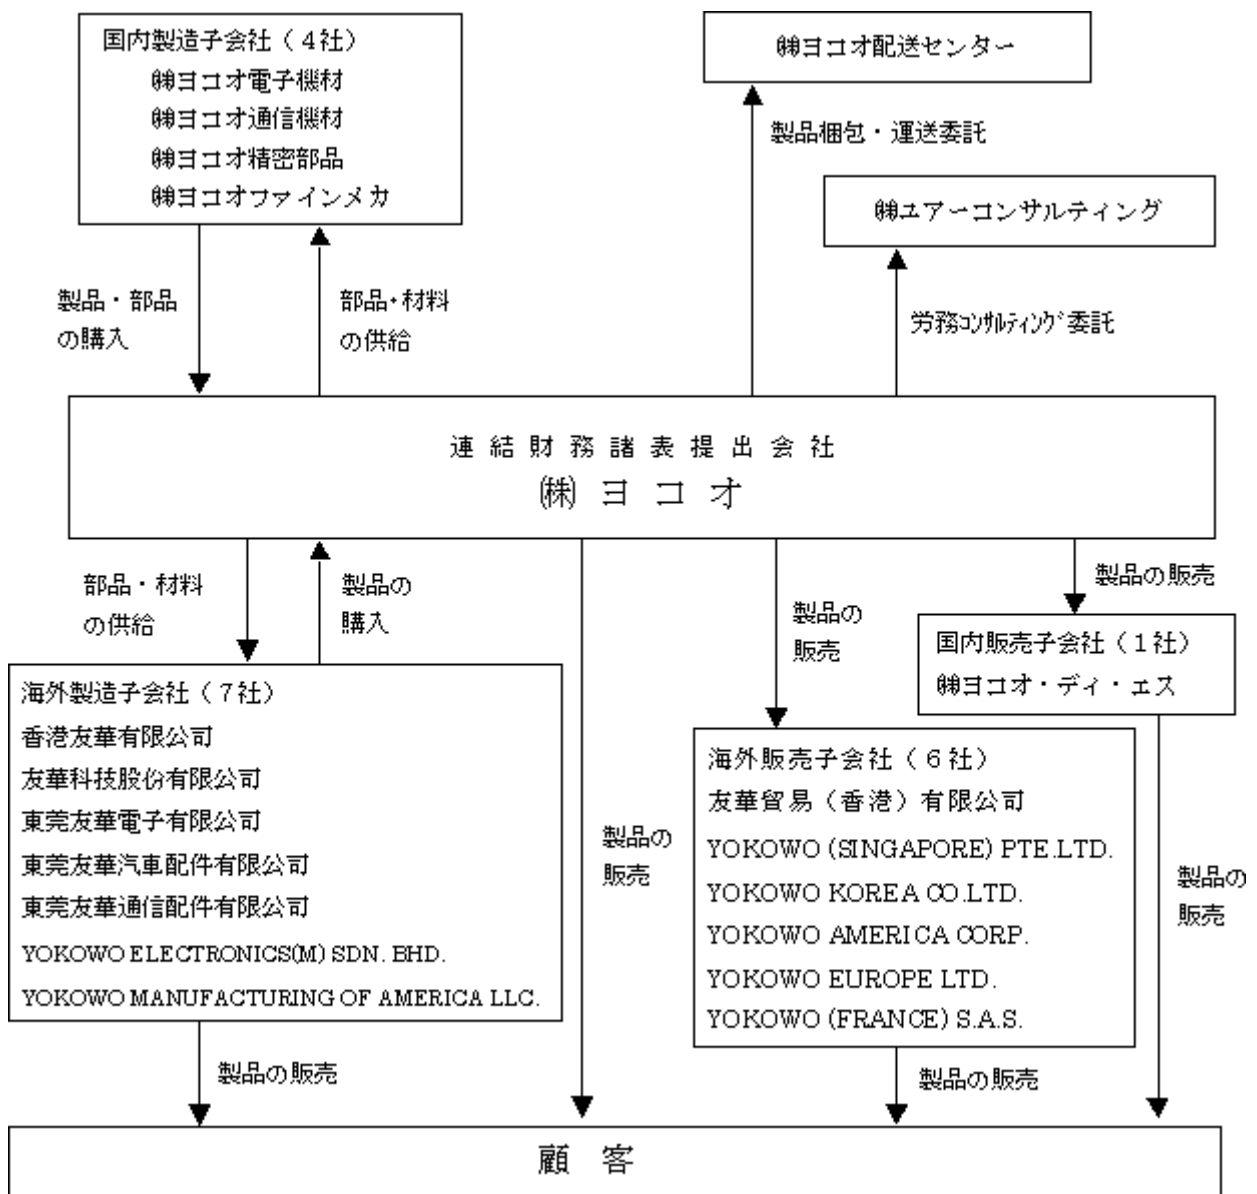 国内製造子会社（４社）
㈱ヨコオ電子機材
㈱ヨコオ通信機材
㈱ヨコオ精密部品
㈱ヨコオファインメカ
㈱ヨコオ配送センター
製品梱包・運送委託
㈱ユアーコンサルティング
製品・部品
の購入
部品・材料
の供給
労務ｺﾝｻﾙﾃｨﾝｸﾞ委託
連結財務諸表提出会社
㈱ヨコオ
部品・材料
の供給
製品の
購入
製品の
販売
製品の販売
国内販売子会社（１社）
㈱ヨコオ・ディ・エス
海外製造子会社（７社）
香港友華有限公司
友華科技股份有限公司
東莞友華電子有限公司
東莞友華汽車配件有限公司
東莞友華通信配件有限公司
YOKOWO ELECTRONICS(M) SDN. BHD.
YOKOWO MANUFACTURING OF AMERICA LLC.
製品の
販売
海外販売子会社（６社）
友華貿易（香港）有限公司
YOKOWO (SINGAPORE) PTE.LTD.
YOKOWO KOREA CO.LTD.
YOKOWO AMERICA CORP.
YOKOWO EUROPE LTD.
YOKOWO (FRANCE) S.A.S.
製品の
販売
製品の販売
製品の販売
顧客